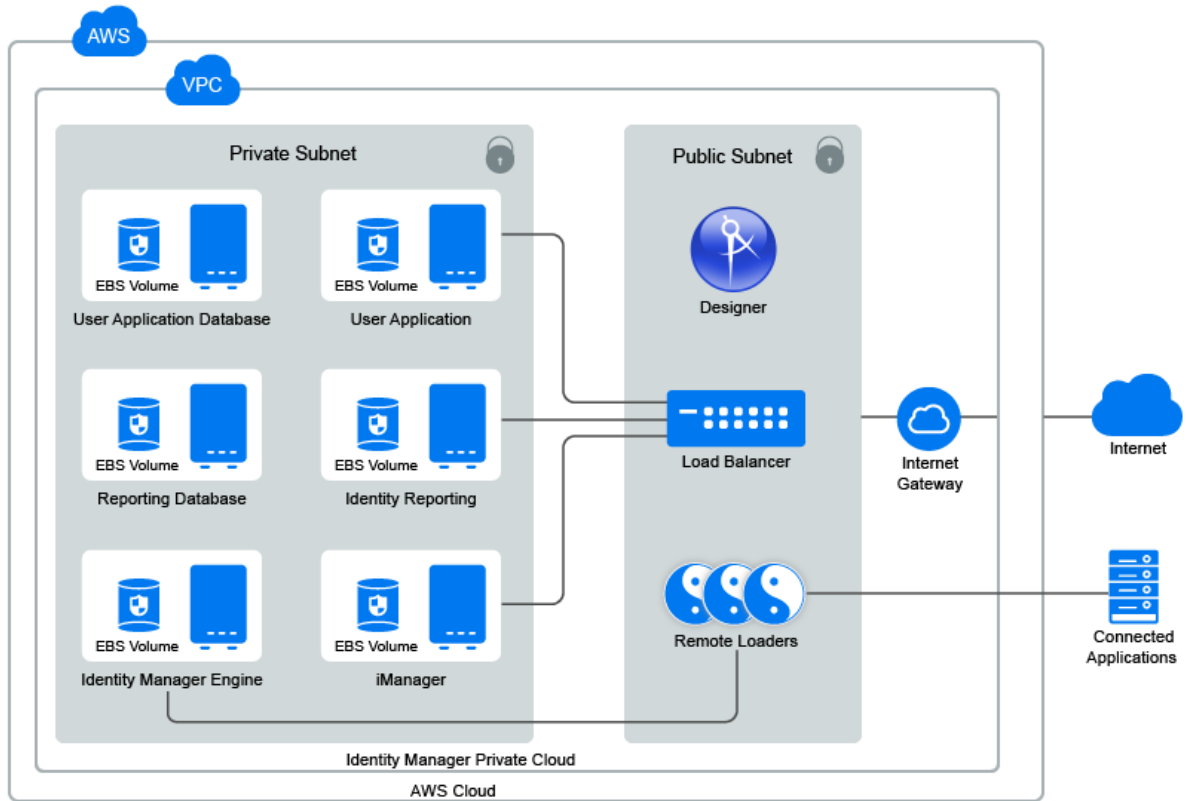 AWS
VPC
Private Subnet
EBS Volume
User Application Database
EBS Volume
User Application
EBS Volume
Reporting Database
EBS Volume
Identity Reporting
EBS Volume
Identity Manager Engine
EBS Volume
iManager
Public Subnet
Designer
Load Balancer
Remote Loaders
Internet
Gateway
Internet
Connected
Applications
Identity Manager Private Cloud
AWS Cloud